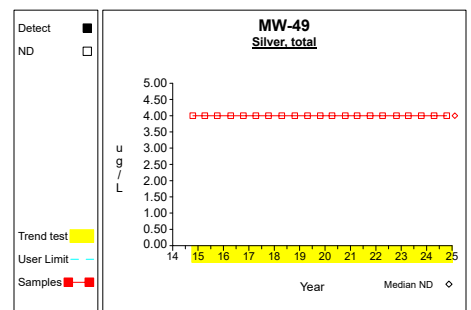 Detect
ND
Trend test
User Limit
Samples
MW-49
Silver, total
ug/L
5.00
4.50
4.00
3.50
3.00
2.50
2.00
1.50
1.00
0.50
0.00
14 15 16 17 18 19 20 21 22 23 24 25
Year
Median ND